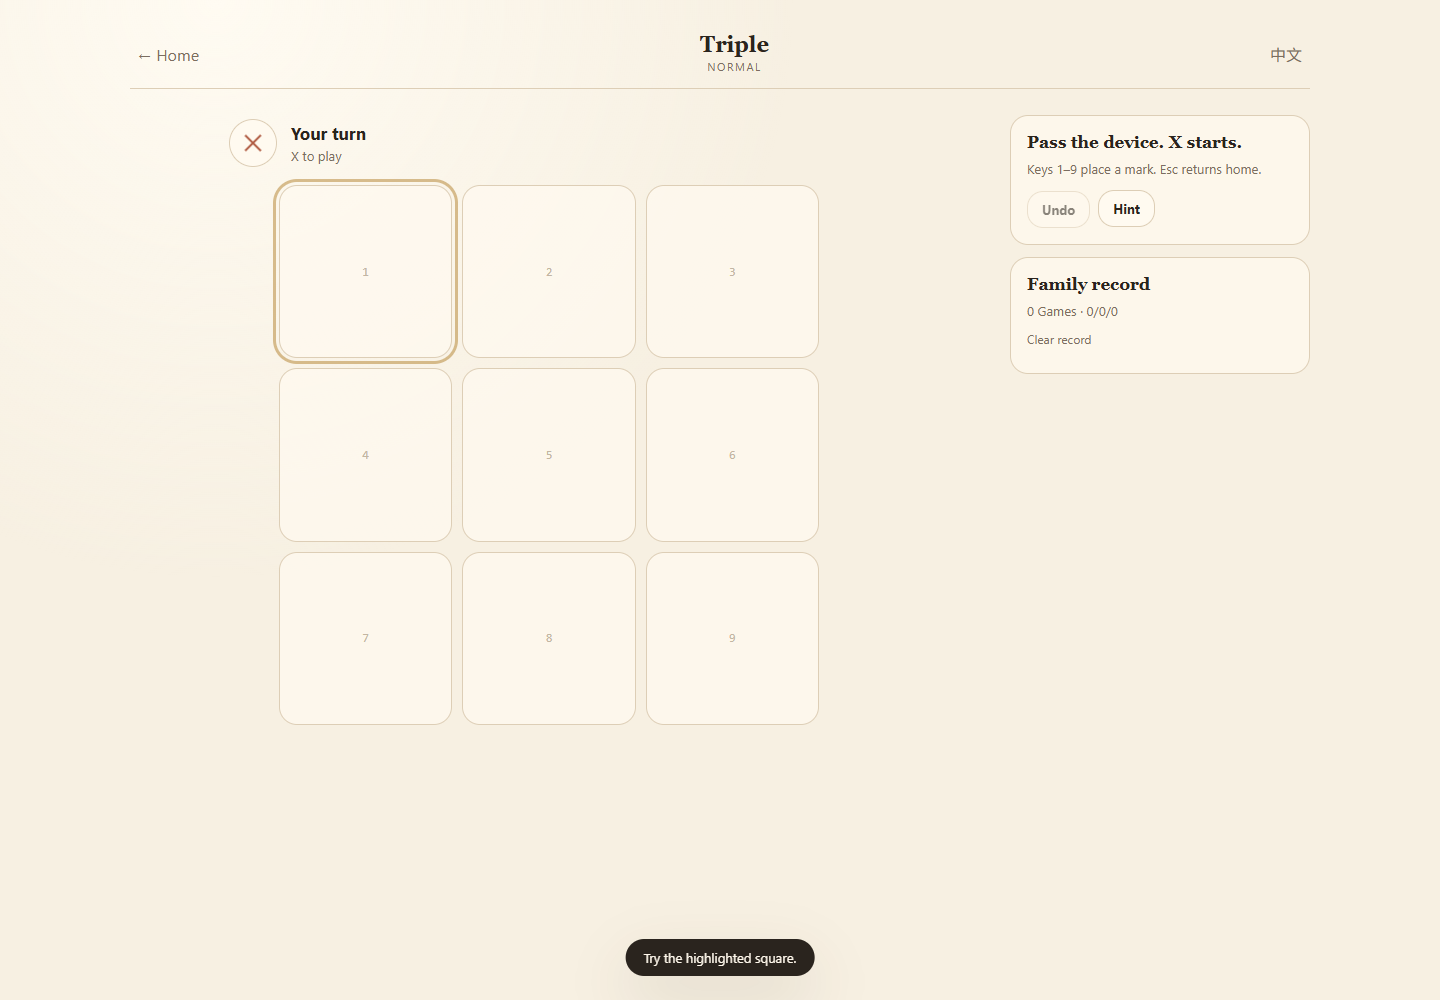 ← Home
Triple
NORMAL
中文
Your turn
X to play
1
2
3
4
5
6
7
8
9
Pass the device. X starts.
Keys 1–9 place a mark. Esc returns home.
Undo
Hint
Family record
0 Games · 0/0/0
Clear record
Try the highlighted square.